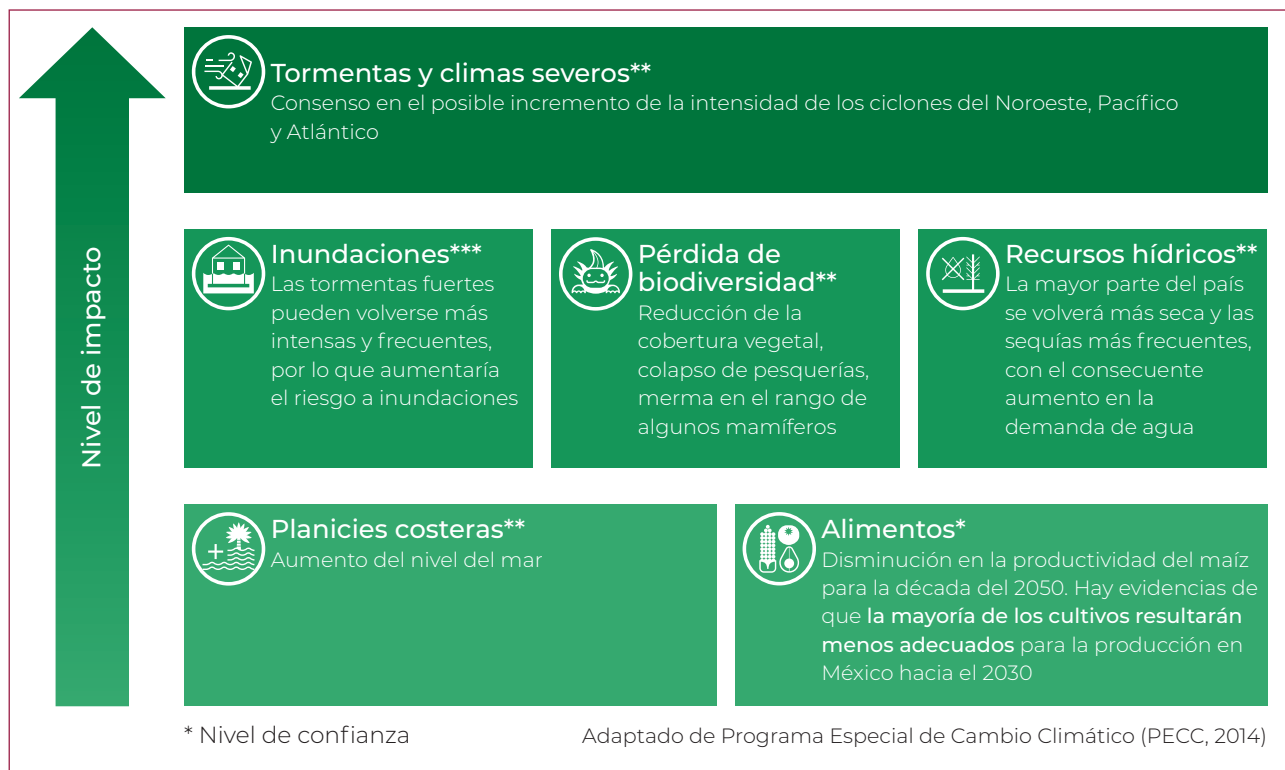 Nivel de impacto
Tormentas y climas severos**
Consenso en el posible incremento de la intensidad de los ciclones del Noroeste, Pacífico
y Atlántico
Inundaciones***
Las tormentas fuertes
pueden volverse más
intensas y frecuentes,
por lo que aumentaría
el riesgo a inundaciones
Pérdida de
biodiversidad**
Reducción de la
cobertura vegetal,
colapso de pesquerías,
merma en el rango de
algunos mamíferos
Recursos hídricos**
La mayor parte del país
se volverá más seca y las
sequías más frecuentes,
con el consecuente
aumento en la
demanda de agua
Planicies costeras**
Aumento del nivel del mar
Alimentos*
Disminución en la productividad del maíz
para la década del 2050. Hay evidencias de
que la mayoría de los cultivos resultarán
menos adecuados para la producción en
México hacia el 2030
* Nivel de confianza
Adaptado de Programa Especial de Cambio Climático (PECC, 2014)